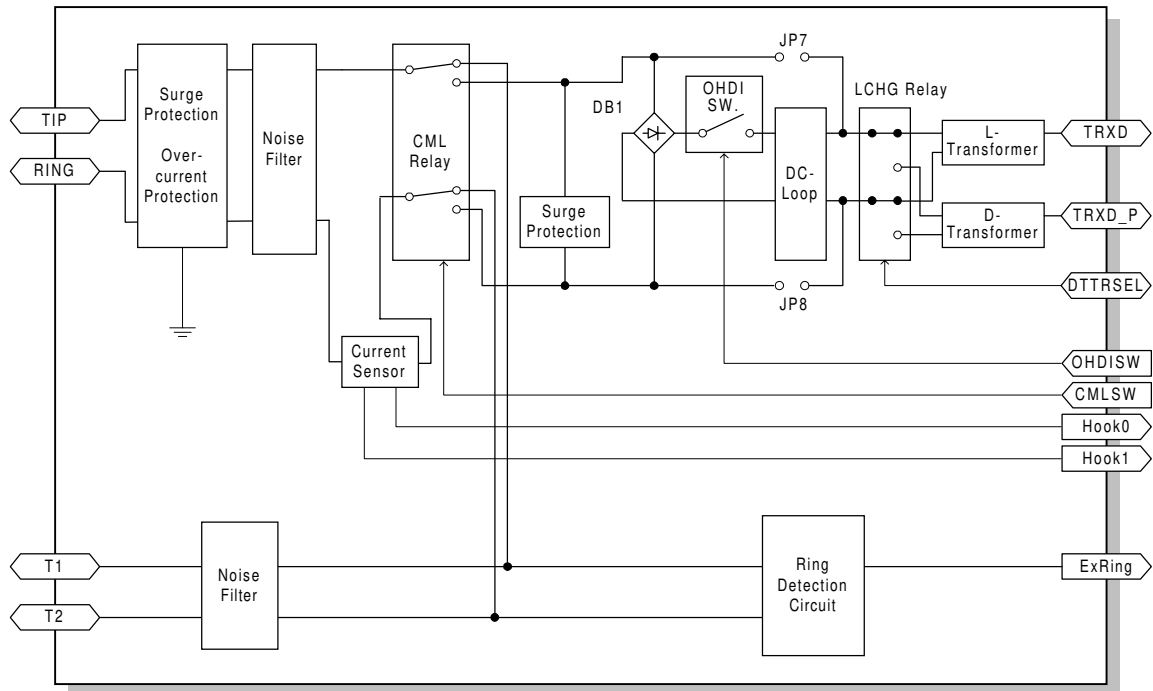 JP7
Surge
Protection
Over-
current
Protection
Noise
Filter
CML
Relay
DB1
OHDI
SW.
LCHG Relay
TIP
RING
DC-
Loop
L-
Transformer
TRXD
Surge
Protection
D-
Transformer
TRXD_P
JP8
DTTRSEL
Current
Sensor
OHDISW
CMLSW
Hook0
Hook1
T1
T2
Noise
Filter
Ring
Detection
Circuit
ExRing